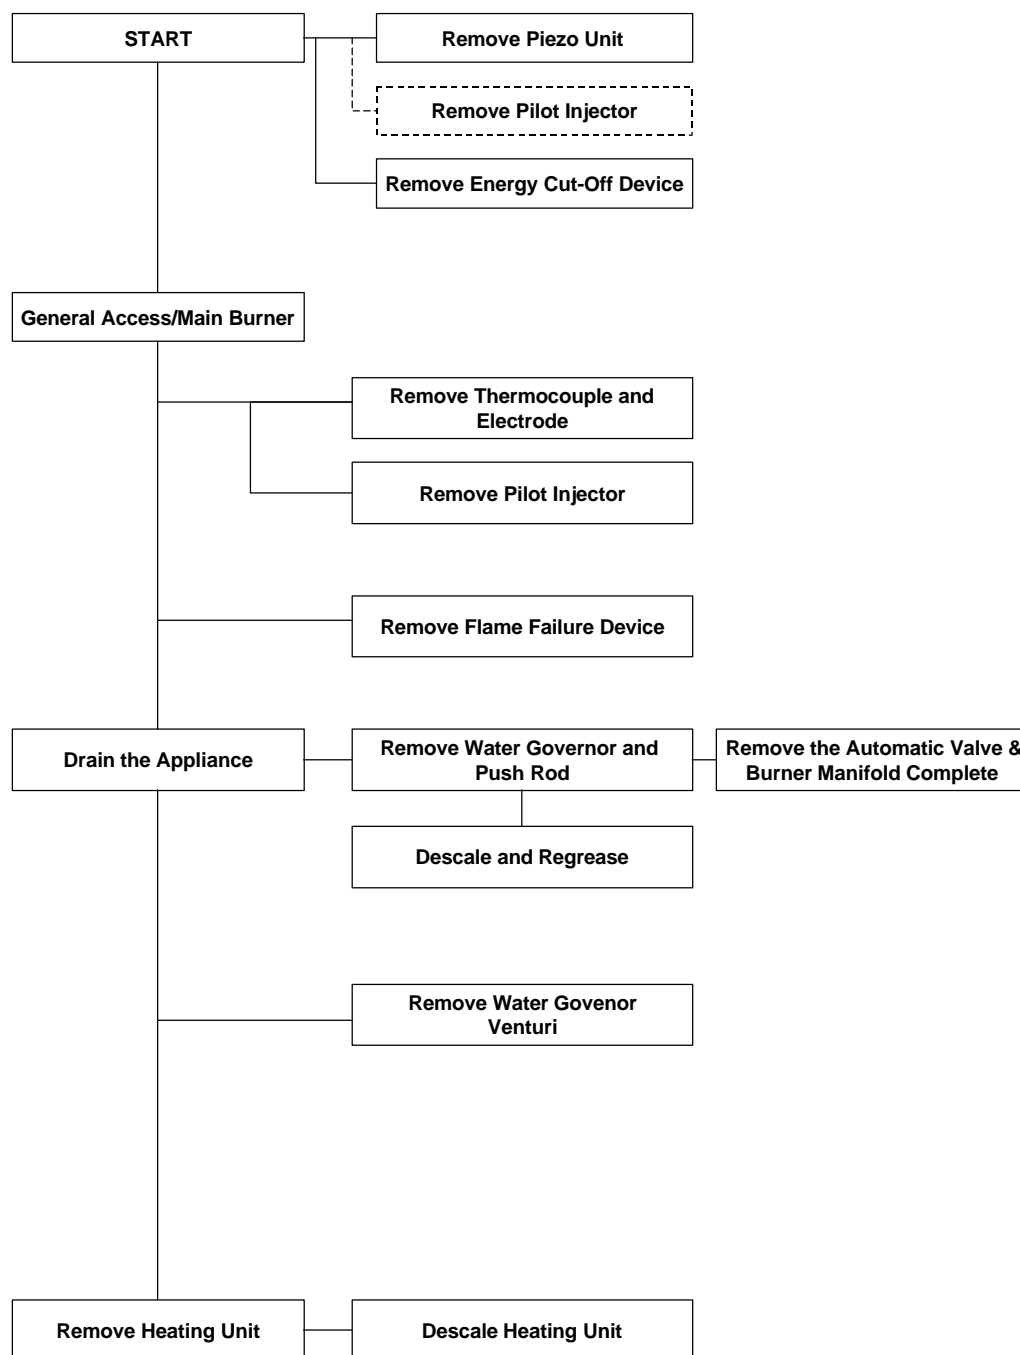 START
Remove Piezo Unit
Remove Pilot Injector
Remove Energy Cut-Off Device
General Access/Main Burner
Remove Thermocouple and
Electrode
Remove Pilot Injector
Remove Flame Failure Device
Drain the Appliance
Remove Water Governor and
Push Rod
Remove the Automatic Valve &
Burner Manifold Complete
Descale and Regrease
Remove Water Govenor
Venturi
Remove Heating Unit
Descale Heating Unit